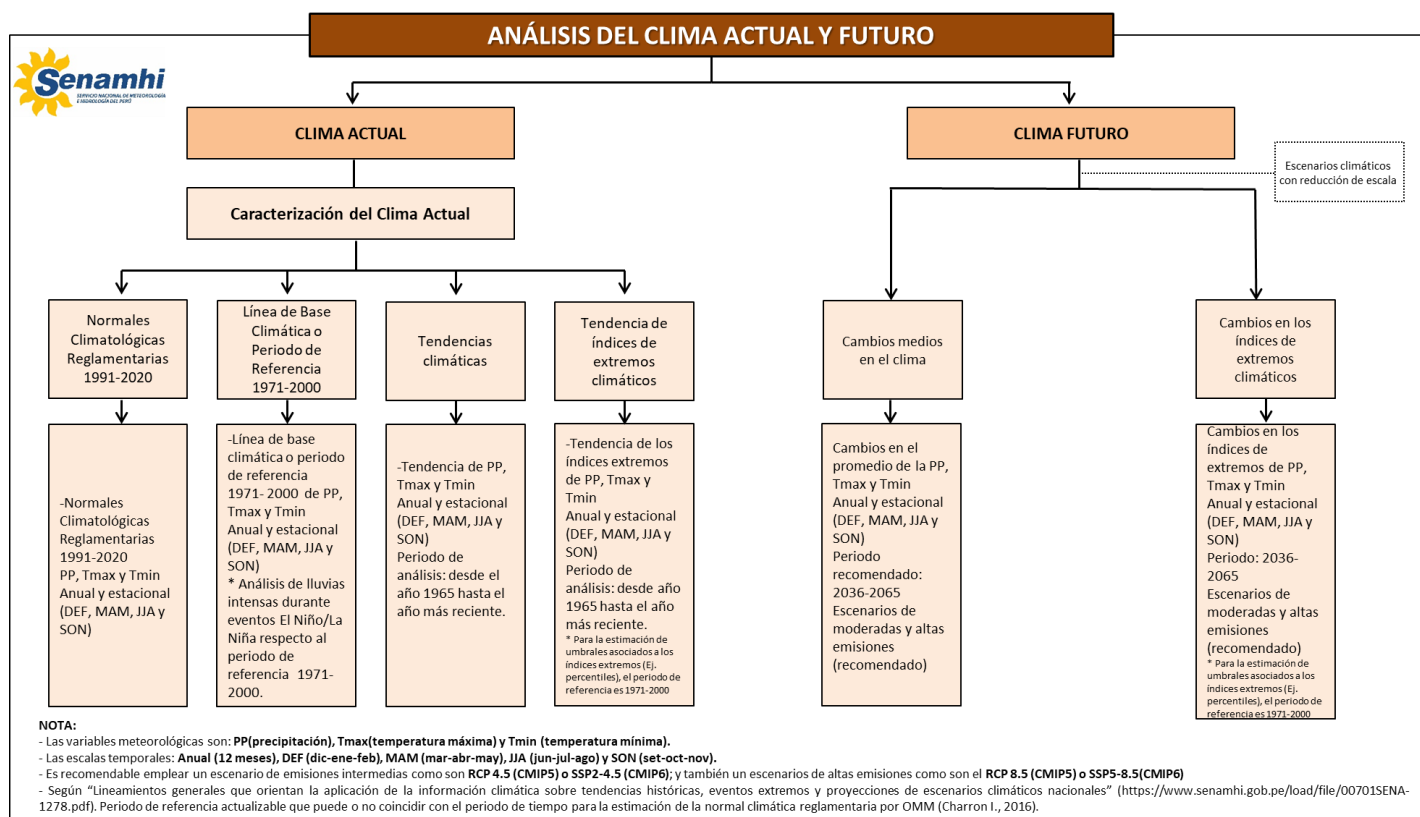 ANÁLISIS DEL CLIMA ACTUAL Y FUTURO
Senamhi
SERVICIO NACIONAL DE METEOROLOGÍA
E HIDROLOGÍA DEL PERÚ
CLIMA ACTUAL
CLIMA FUTURO
Escenarios climáticos
con reducción de escala
Caracterización del Clima Actual
Normales
Climatológicas
Reglamentarias
1991-2020
Línea de Base
Climática o
Periodo de
Referencia
1971-2000
Tendencias
climáticas
Tendencia de
índices de
extremos
climáticos
Cambios medios
en el clima
Cambios en los
índices de
extremos
climáticos
-Normales
Climatológicas
Reglamentarias
1991-2020
PP, Tmax y Tmin
Anual y estacional
(DEF, MAM, JJA y
SON)
-Línea de base
climática o periodo
de referencia
1971- 2000 de PP,
Tmax y Tmin
Anual y estacional
(DEF, MAM, JJA y
SON)
* Análisis de lluvias
intensas durante
eventos El Niño/La
Niña respecto al
periodo de
referencia 1971-
2000.
-Tendencia de PP,
Tmax y Tmin
Anual y estacional
(DEF, MAM, JJA y
SON)
Periodo de
análisis: desde el
año 1965 hasta el
año más reciente.
-Tendencia de los
índices extremos
de PP, Tmax y
Tmin
Anual y estacional
(DEF, MAM, JJA y
SON)
Periodo de
análisis: desde año
1965 hasta el año
más reciente.
* Para la estimación de
umbrales asociados a los
índices extremos (Ej.
percentiles), el periodo de
referencia es 1971-2000
Cambios en el
promedio de la PP,
Tmax y Tmin
Anual y estacional
(DEF, MAM, JJA y
SON)
Periodo
recomendado:
2036-2065
Escenarios de
moderadas y altas
emisiones
(recomendado)
Cambios en los
índices de
extremos de PP,
Tmax y Tmin
Anual y estacional
(DEF, MAM, JJA y
SON)
Periodo: 2036-
2065
Escenarios de
moderadas y altas
emisiones
(recomendado)
* Para la estimación de
umbrales asociados a los
índices extremos (Ej.
percentiles), el periodo de
referencia es 1971-2000
NOTA:
- Las variables meteorológicas son: PP(precipitación), Tmax(temperatura máxima) y Tmin (temperatura mínima).
- Las escalas temporales: Anual (12 meses), DEF (dic-ene-feb), MAM (mar-abr-may), JJA (jun-jul-ago) y SON (set-oct-nov).
- Es recomendable emplear un escenario de emisiones intermedias como son RCP 4.5 (CMIP5) o SSP2-4.5 (CMIP6); y también un escenarios de altas emisiones como son el RCP 8.5 (CMIP5) o SSP5-8.5(CMIP6)
- Según “Lineamientos generales que orientan la aplicación de la información climática sobre tendencias históricas, eventos extremos y proyecciones de escenarios climáticos nacionales” (https://www.senamhi.gob.pe/load/file/00701SENA-
1278.pdf). Periodo de referencia actualizable que puede o no coincidir con el periodo de tiempo para la estimación de la normal climática reglamentaria por OMM (Charron I., 2016).